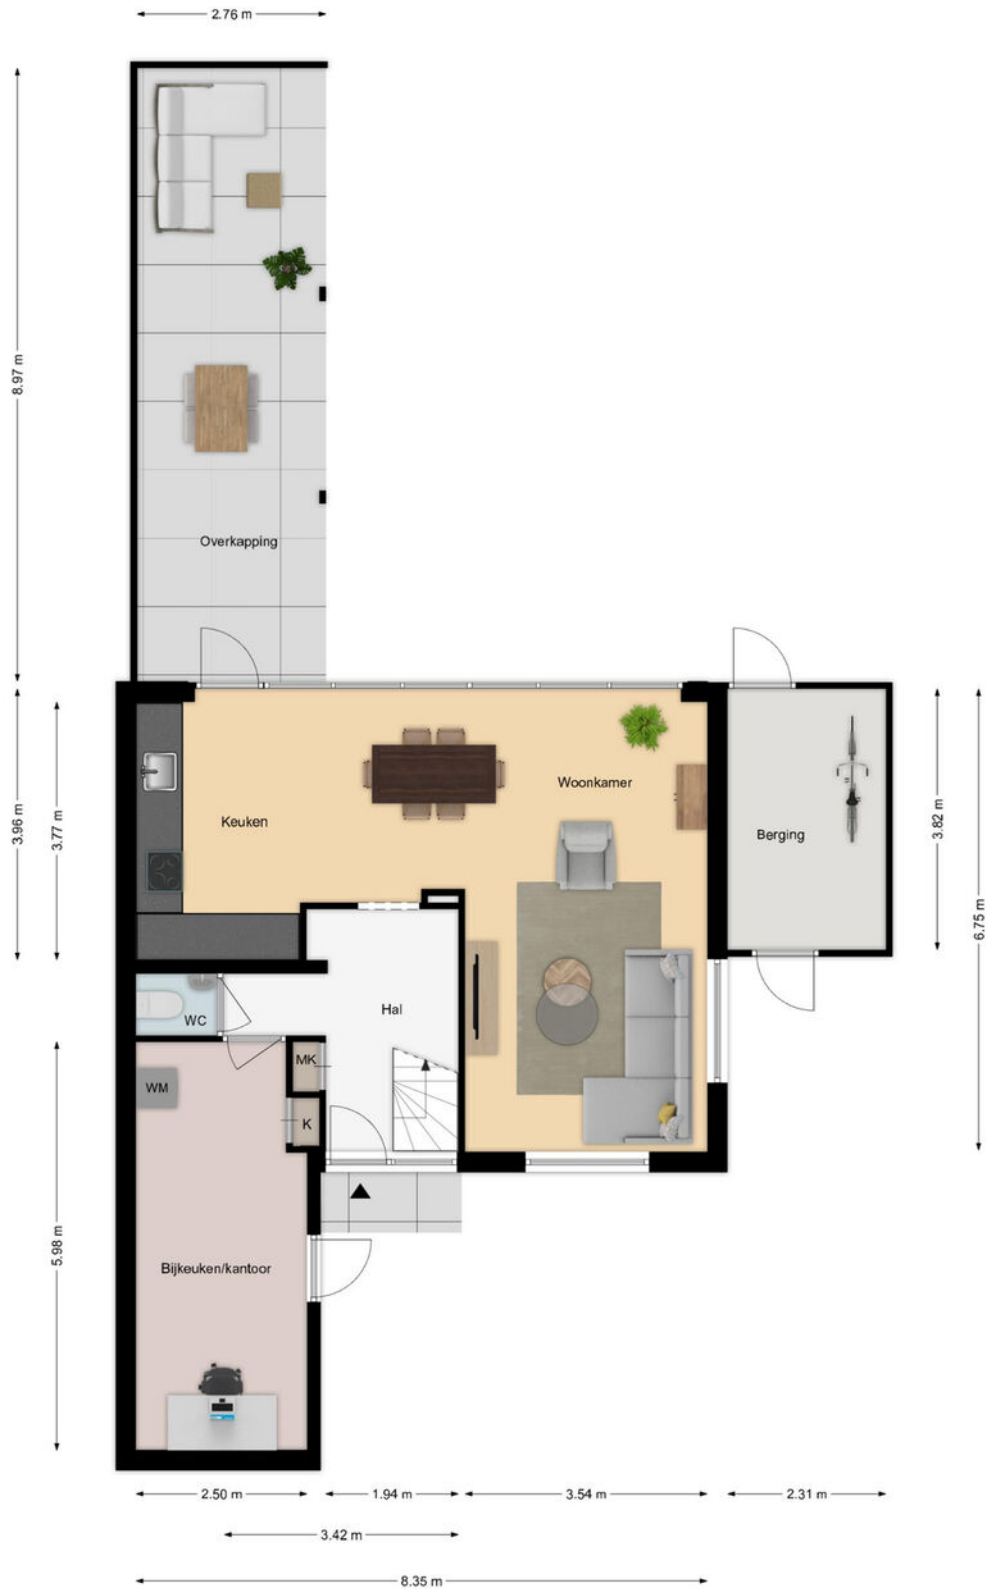 2.76 m
8.97 m
Overkapping
Woonkamer
Keuken
Berging
3.96 m
3.77 m
3.82 m
6.75 m
Hal
WC
MK
WM
K
5.98 m
Bijkeuken/kantoor
2.50 m
1.94 m
3.54 m
2.31 m
3.42 m
8.35 m